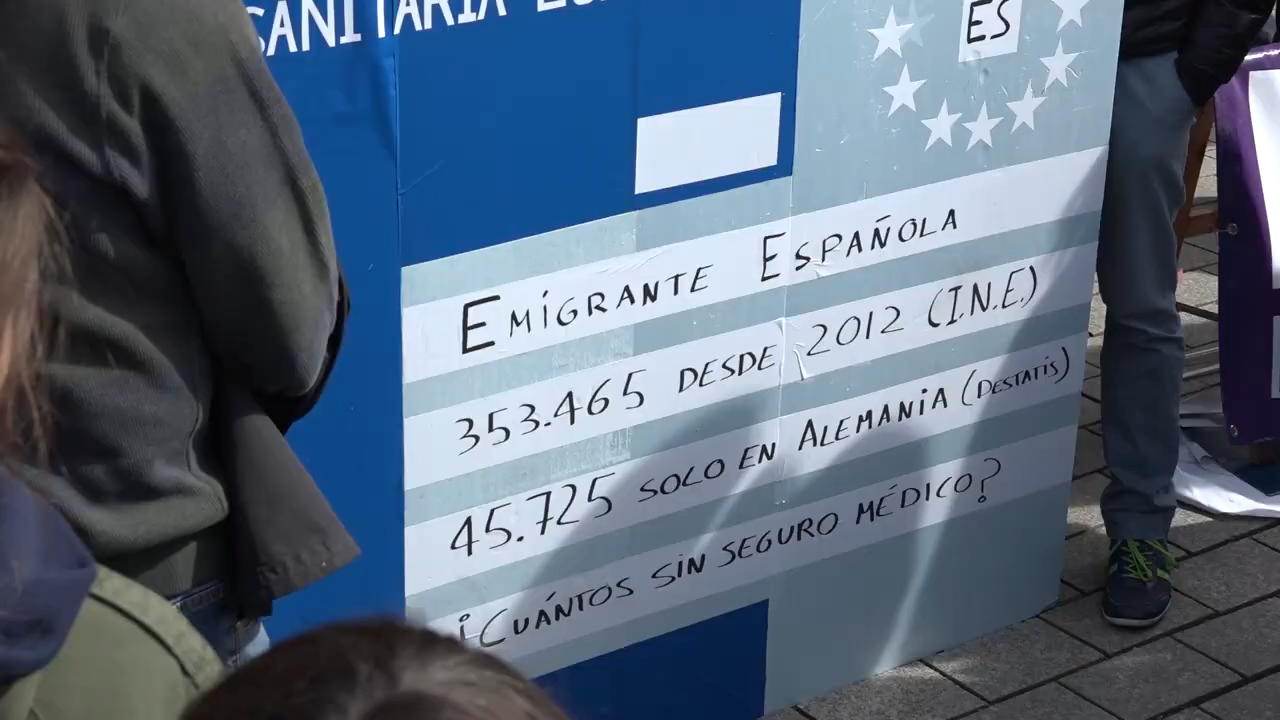 SANITARIA
ES
EMIGRANTE ESPAÑOLA
353.465 DESDE 2012 (I.N.E.)
45.725 SOLO EN ALEMANIA (DESTATIS)
¿CUÁNTOS SIN SEGURO MÉDICO?